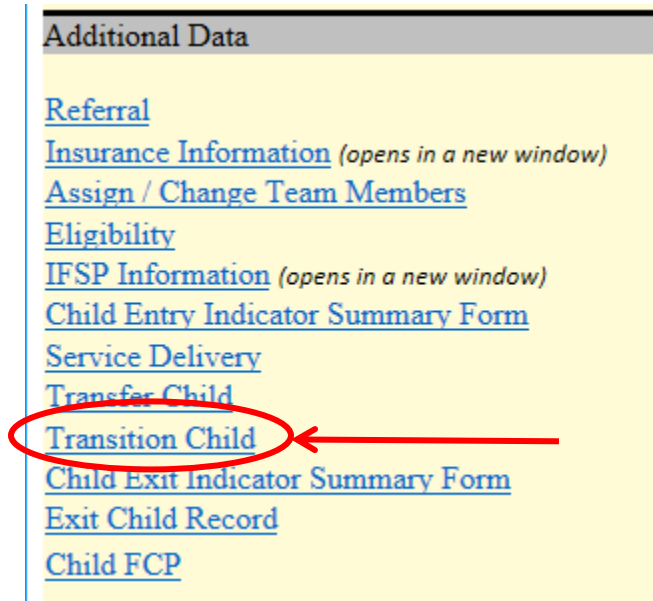 Additional Data
Referral
Insurance Information (opens in a new window)
Assign / Change Team Members
Eligibility
IFSP Information (opens in a new window)
Child Entry Indicator Summary Form
Service Delivery
Transfer Child
Transition Child
Child Exit Indicator Summary Form
Exit Child Record
Child FCP